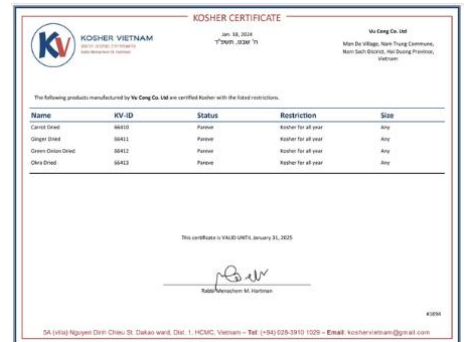 KOSHER CERTIFICATE
KV
KOSHER VIETNAM
Jan. 18, 2024
ח' שבט, תשפ"ד
Vu Cong Co. Ltd
Man De Village, Nam Trung Commune,
Nam Sach District, Hai Duong Province,
Vietnam
The following products manufactured by Vu Cong Co. Ltd are certified Kosher with the listed restrictions.
Name KV-ID Status Restriction Size
Carrot Dried 66410 Pareve Kosher for all year Any
Ginger Dried 66411 Pareve Kosher for all year Any
Green Onion Dried 66412 Pareve Kosher for all year Any
Okra Dried 66413 Pareve Kosher for all year Any
This certificate is VALID UNTIL January 31, 2025
Rabbi Menachem M. Hartman
5A (villa) Nguyen Dinh Chieu St. Dakao ward, Dist. 1. HCMC, Vietnam – Tel: (+84) 028-3910 1029 – Email: koshervietnam@gmail.com